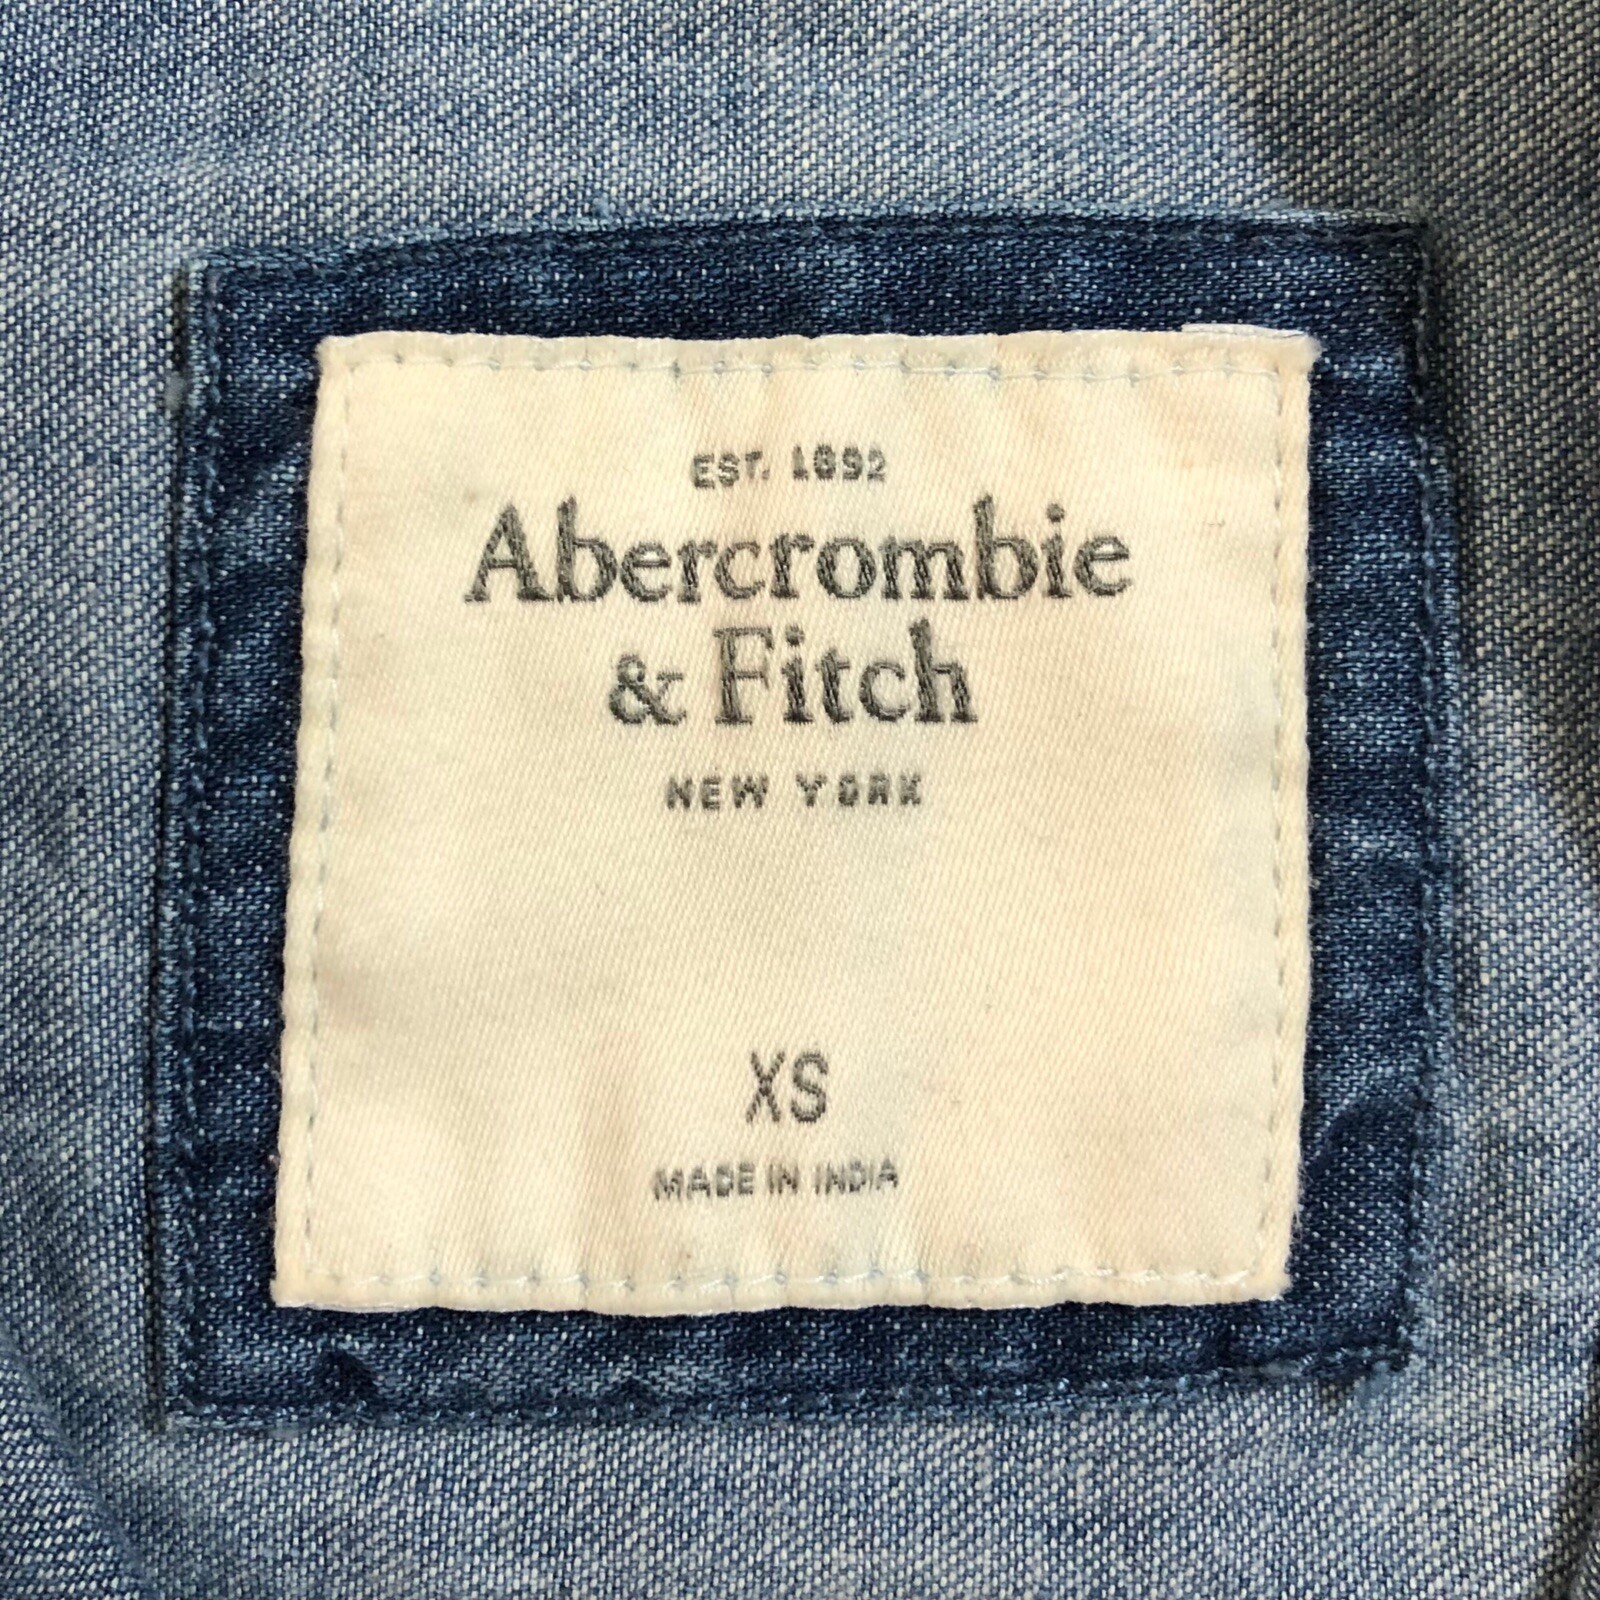 EST. 1892
Abercrombie
& Fitch
NEW YORK
XS
MADE IN INDIA